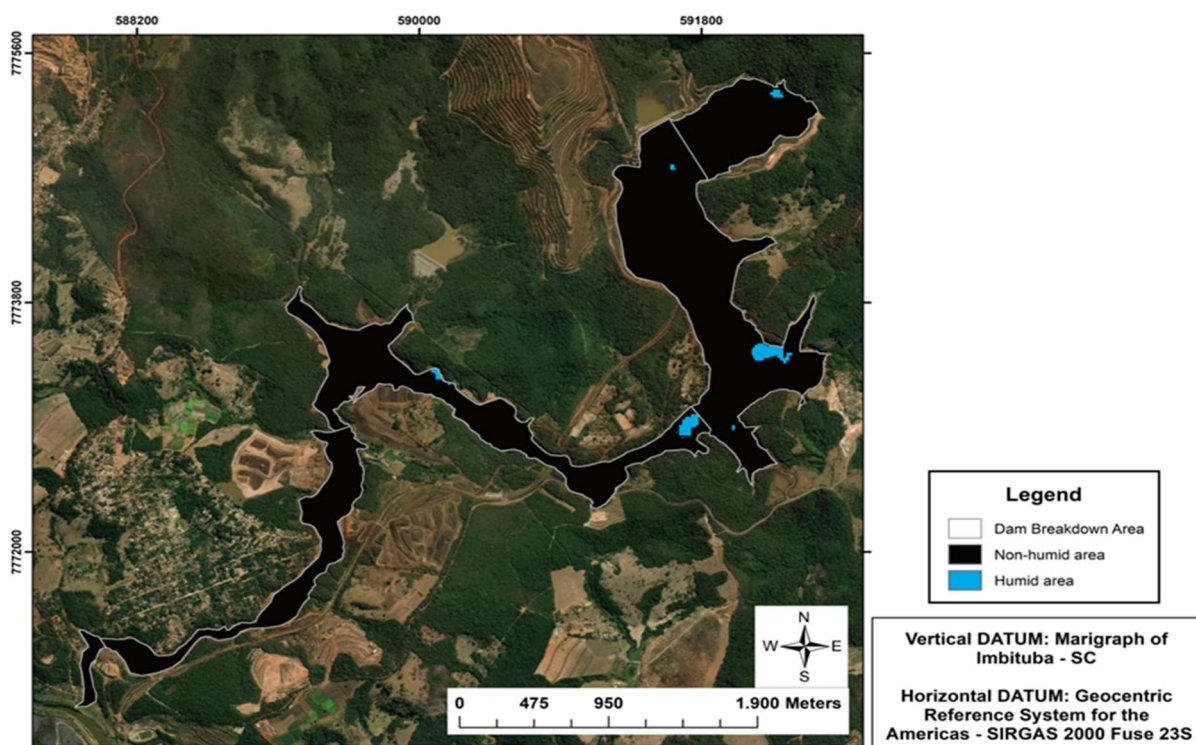 588200
590000
591800
7775600
7773800
7772000
N
W E
S
0 475 950 1.900 Meters
Legend
Dam Breakdown Area
Non-humid area
Humid area
Vertical DATUM: Marigraph of
Imbituba - SC
Horizontal DATUM: Geocentric
Reference System for the
Americas - SIRGAS 2000 Fuse 23S